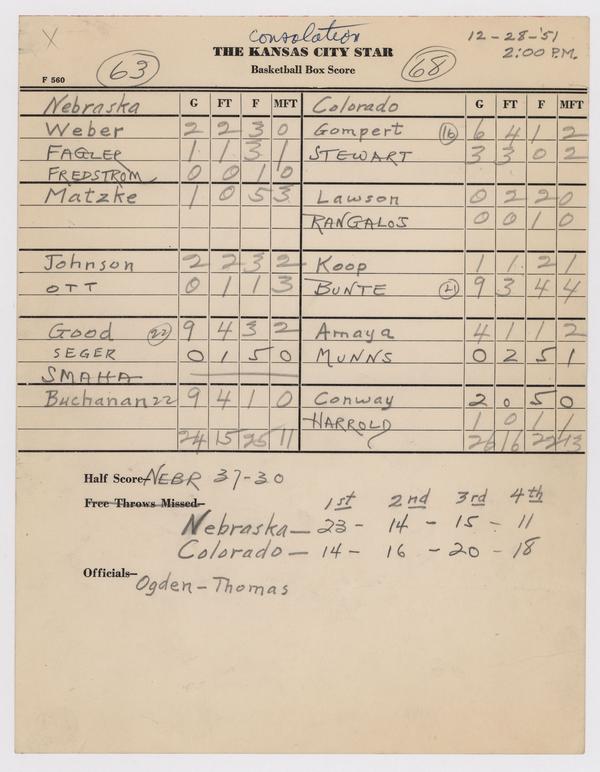 X
Consolation
12-28-'51
THE KANSAS CITY STAR
2:00 P.M.
Basketball Box Score
F 560
63
68
Nebraska G FT F MFT Colorado G FT F MFT
Weber 2 2 3 0 Gompert 16 6 4 1 2
FAGLER 1 1 3 1 STEWART 3 3 0 2
FREDSTROM 0 0 1 0
Matzke 1 0 5 3 Lawson 0 2 2 0
RANGALOS 0 0 1 0
Johnson 2 2 3 2 Koop 1 1 2 1
OTT 0 1 1 3 BUNTE 21 9 3 4 4
Good 22 9 4 3 2 Amaya 4 1 1 2
SEGER 0 1 5 0 MUNNS 0 2 5 1
SMAHA
Buchanan 22 9 4 1 0 Conway 2 0 5 0
HARROLD 1 0 1 1
24 15 25 11 26 16 22 13
Half Score— NEBR 37-30
Free Throws Missed— 1st 2nd 3rd 4th
Nebraska — 23 - 14 - 15 - 11
Colorado — 14 - 16 - 20 - 18
Officials— Ogden - Thomas